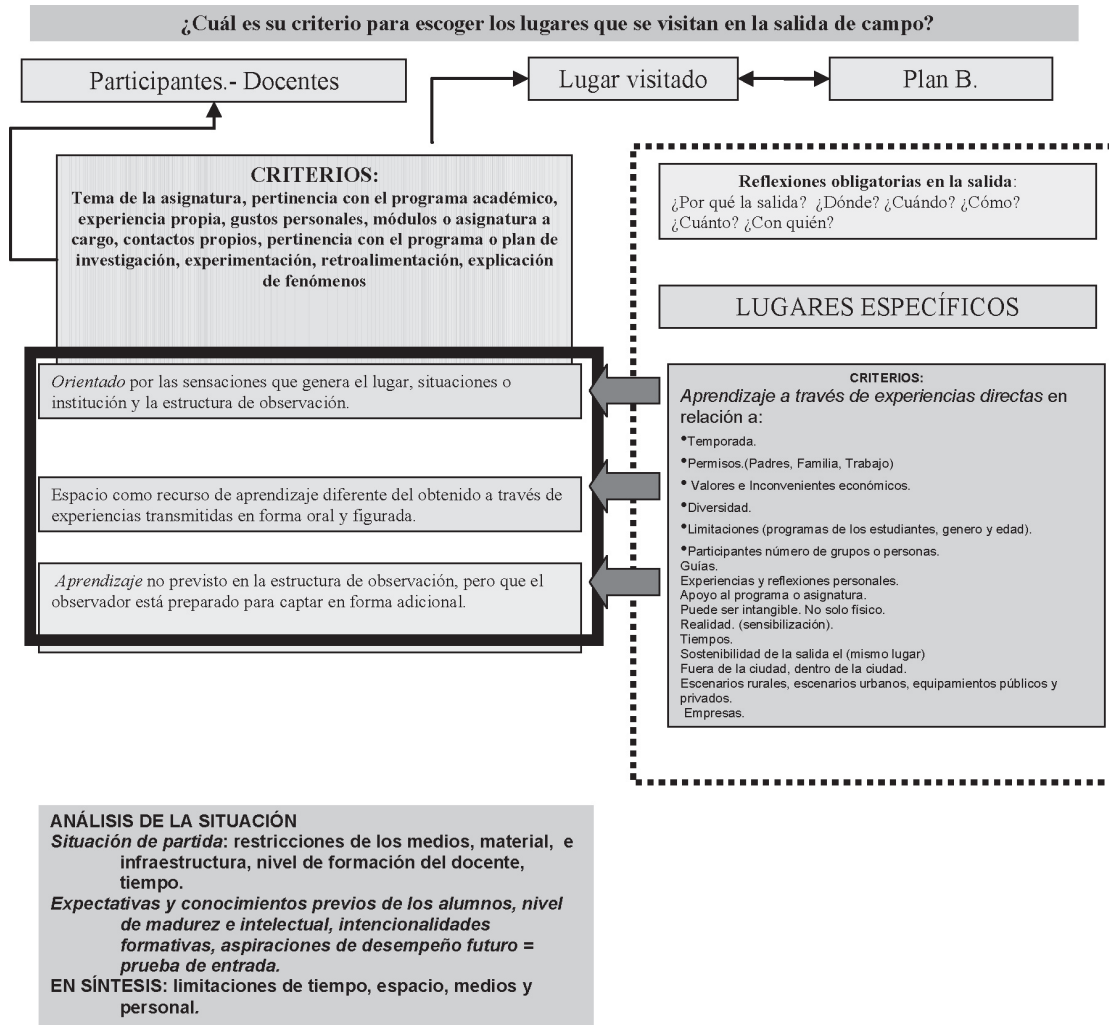 ¿Cuál es su criterio para escoger los lugares que se visitan en la salida de campo?
Participantes.- Docentes
Lugar visitado
Plan B.
CRITERIOS:
Tema de la asignatura, pertinencia con el programa académico,
experiencia propia, gustos personales, módulos o asignatura a
cargo, contactos propios, pertinencia con el programa o plan de
investigación, experimentación, retroalimentación, explicación
de fenómenos
Orientado por las sensaciones que genera el lugar, situaciones o
institución y la estructura de observación.
Espacio como recurso de aprendizaje diferente del obtenido a través de
experiencias transmitidas en forma oral y figurada.
Aprendizaje no previsto en la estructura de observación, pero que el
observador está preparado para captar en forma adicional.
Reflexiones obligatorias en la salida:
¿Por qué la salida? ¿Dónde? ¿Cuándo? ¿Cómo?
¿Cuánto? ¿Con quién?
LUGARES ESPECÍFICOS
CRITERIOS:
Aprendizaje a través de experiencias directas en
relación a:
•Temporada.
•Permisos.(Padres, Familia, Trabajo)
• Valores e Inconvenientes económicos.
•Diversidad.
•Limitaciones (programas de los estudiantes, genero y edad).
•Participantes número de grupos o personas.
Guías.
Experiencias y reflexiones personales.
Apoyo al programa o asignatura.
Puede ser intangible. No solo físico.
Realidad. (sensibilización).
Tiempos.
Sostenibilidad de la salida el (mismo lugar)
Fuera de la ciudad, dentro de la ciudad.
Escenarios rurales, escenarios urbanos, equipamientos públicos y
privados.
Empresas.
ANÁLISIS DE LA SITUACIÓN
Situación de partida: restricciones de los medios, material, e
infraestructura, nivel de formación del docente,
tiempo.
Expectativas y conocimientos previos de los alumnos, nivel
de madurez e intelectual, intencionalidades
formativas, aspiraciones de desempeño futuro =
prueba de entrada.
EN SÍNTESIS: limitaciones de tiempo, espacio, medios y
personal.